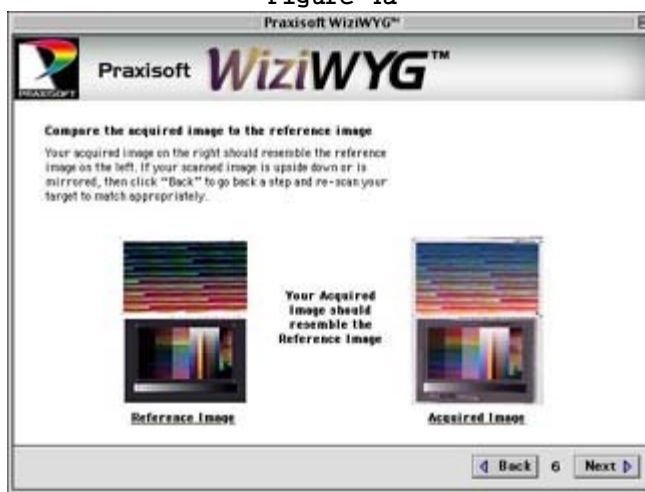 Figure 4a
Praxisoft WiziWYG™
PRAXISOFT
Praxisoft WiziWYG™
Compare the acquired image to the reference image
Your acquired image on the right should resemble the reference
image on the left. If your scanned image is upside down or is
mirrored, then click "Back" to go back a step and re-scan your
target to match appropriately.
Your Acquired
Image should
resemble the
Reference Image
Reference Image
Acquired Image
Back 6 Next